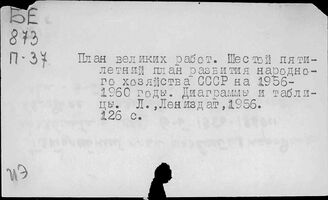 БЕ
873
П-37
План великих работ. Шестой пяти-
летний план развития народно-
го хозяйства СССР на 1956-
1960 годы. Диаграммы и табли-
цы. Л.,Лениздат,1956.
126 с.
иэ